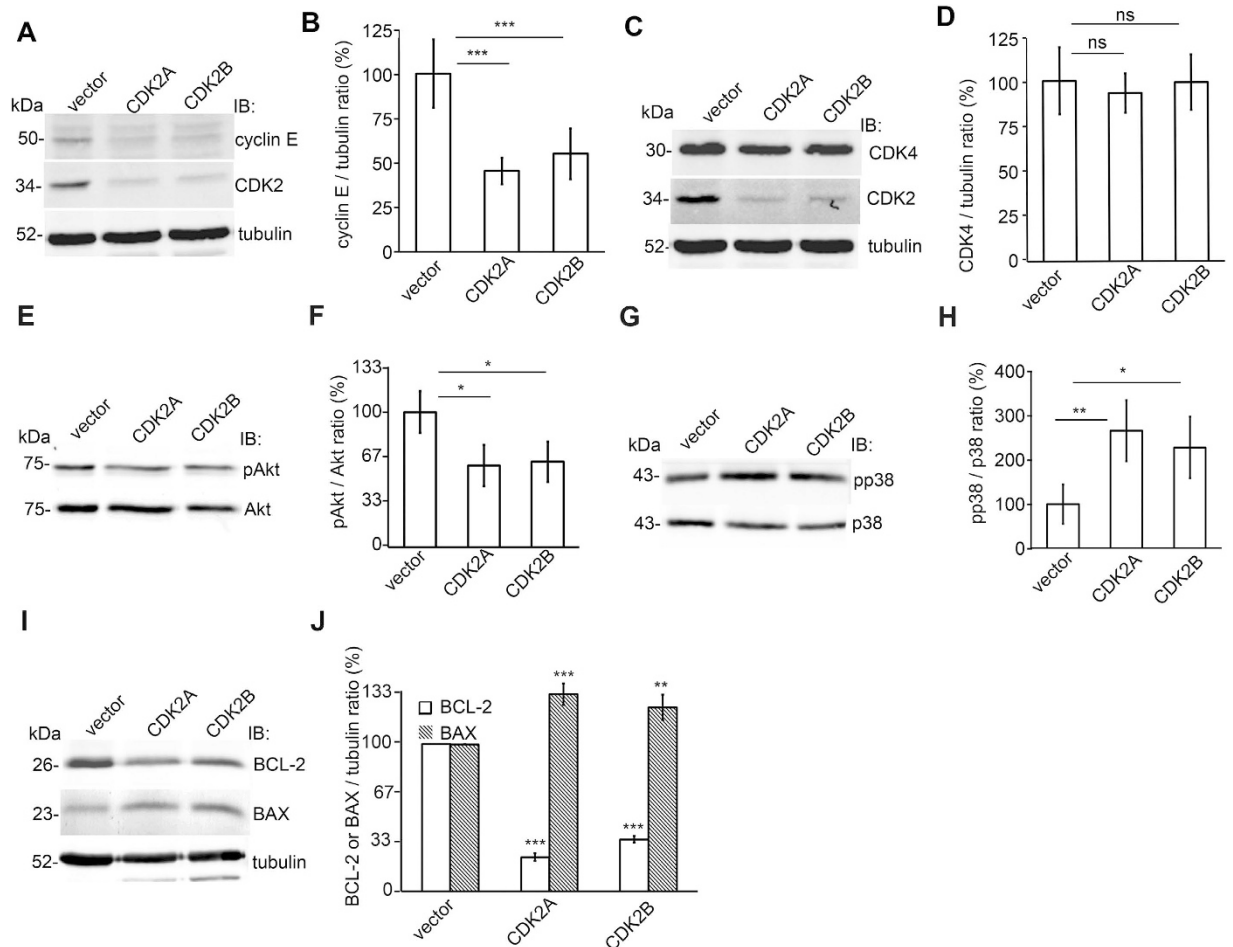 A
kDa
vector
CDK2A
CDK2B
IB:
50-
cyclin E
34-
CDK2
52-
tubulin
B
cyclin E / tubulin ratio (%)
***
***
125
100
75
50
25
0
vector
CDK2A
CDK2B
C
kDa
vector
CDK2A
CDK2B
IB:
30-
CDK4
34-
CDK2
52-
tubulin
D
CDK4 / tubulin ratio (%)
ns
ns
125
100
75
50
25
0
vector
CDK2A
CDK2B
E
kDa
vector
CDK2A
CDK2B
IB:
75-
pAkt
75-
Akt
F
pAkt / Akt ratio (%)
*
*
133
100
67
33
0
vector
CDK2A
CDK2B
G
kDa
vector
CDK2A
CDK2B
IB:
43-
pp38
43-
p38
H
pp38 / p38 ratio (%)
*
**
400
300
200
100
0
vector
CDK2A
CDK2B
I
kDa
vector
CDK2A
CDK2B
IB:
26-
BCL-2
23-
BAX
52-
tubulin
J
BCL-2 or BAX / tubulin ratio (%)
133
100
67
33
0
BCL-2
BAX
***
***
**
***
vector
CDK2A
CDK2B